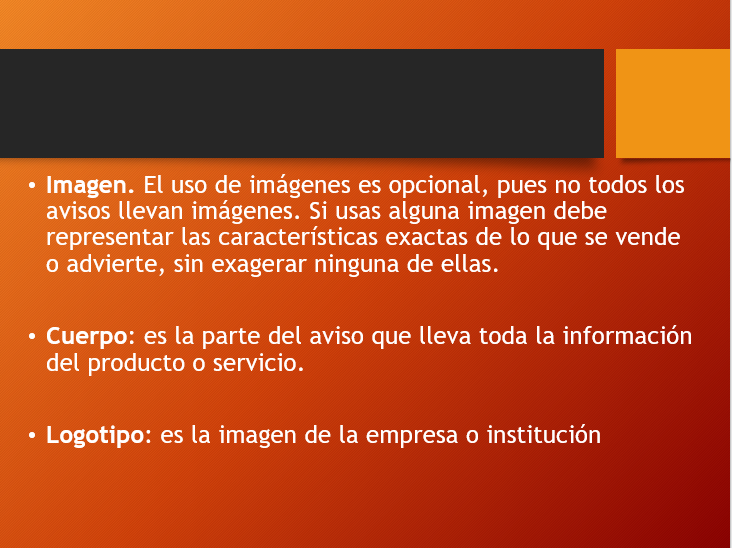 • Imagen. El uso de imágenes es opcional, pues no todos los
avisos llevan imágenes. Si usas alguna imagen debe
representar las características exactas de lo que se vende
o advierte, sin exagerar ninguna de ellas.
• Cuerpo: es la parte del aviso que lleva toda la información
del producto o servicio.
• Logotipo: es la imagen de la empresa o institución